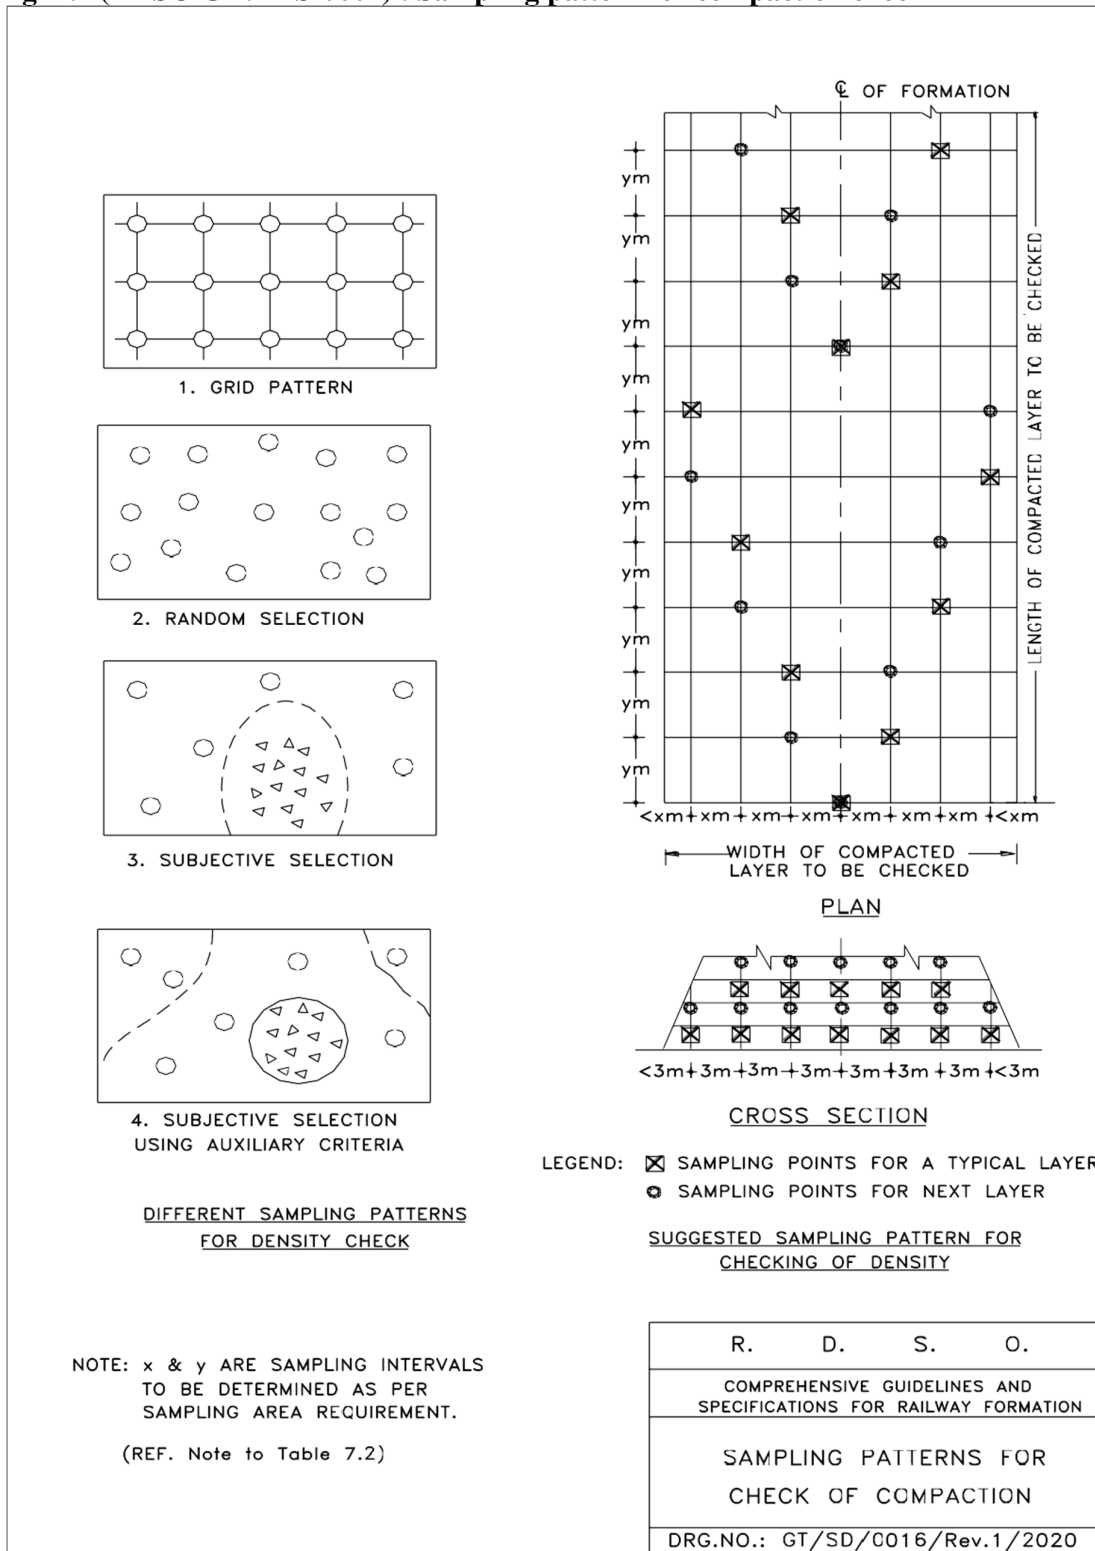 1. GRID PATTERN
2. RANDOM SELECTION
3. SUBJECTIVE SELECTION
4. SUBJECTIVE SELECTION
USING AUXILIARY CRITERIA
DIFFERENT SAMPLING PATTERNS
FOR DENSITY CHECK
NOTE: x & y ARE SAMPLING INTERVALS
TO BE DETERMINED AS PER
SAMPLING AREA REQUIREMENT.
(REF. Note to Table 7.2)
℄ OF FORMATION
ym
ym
ym
ym
ym
ym
ym
ym
ym
ym
LENGTH OF COMPACTED LAYER TO BE CHECKED
<xm xm xm xm xm xm xm <xm
WIDTH OF COMPACTED
LAYER TO BE CHECKED
PLAN
<3m 3m 3m 3m 3m 3m 3m <3m
CROSS SECTION
LEGEND: SAMPLING POINTS FOR A TYPICAL LAYER
SAMPLING POINTS FOR NEXT LAYER
SUGGESTED SAMPLING PATTERN FOR
CHECKING OF DENSITY
R. D. S. O.
COMPREHENSIVE GUIDELINES AND
SPECIFICATIONS FOR RAILWAY FORMATION
SAMPLING PATTERNS FOR
CHECK OF COMPACTION
DRG.NO.: GT/SD/0016/Rev.1/2020